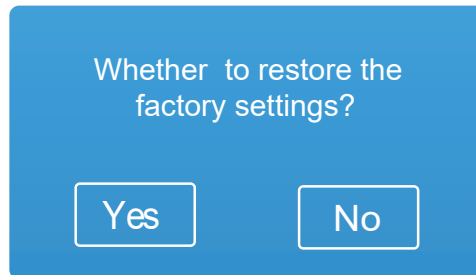 Whether  to restore the
factory settings?
Yes
No